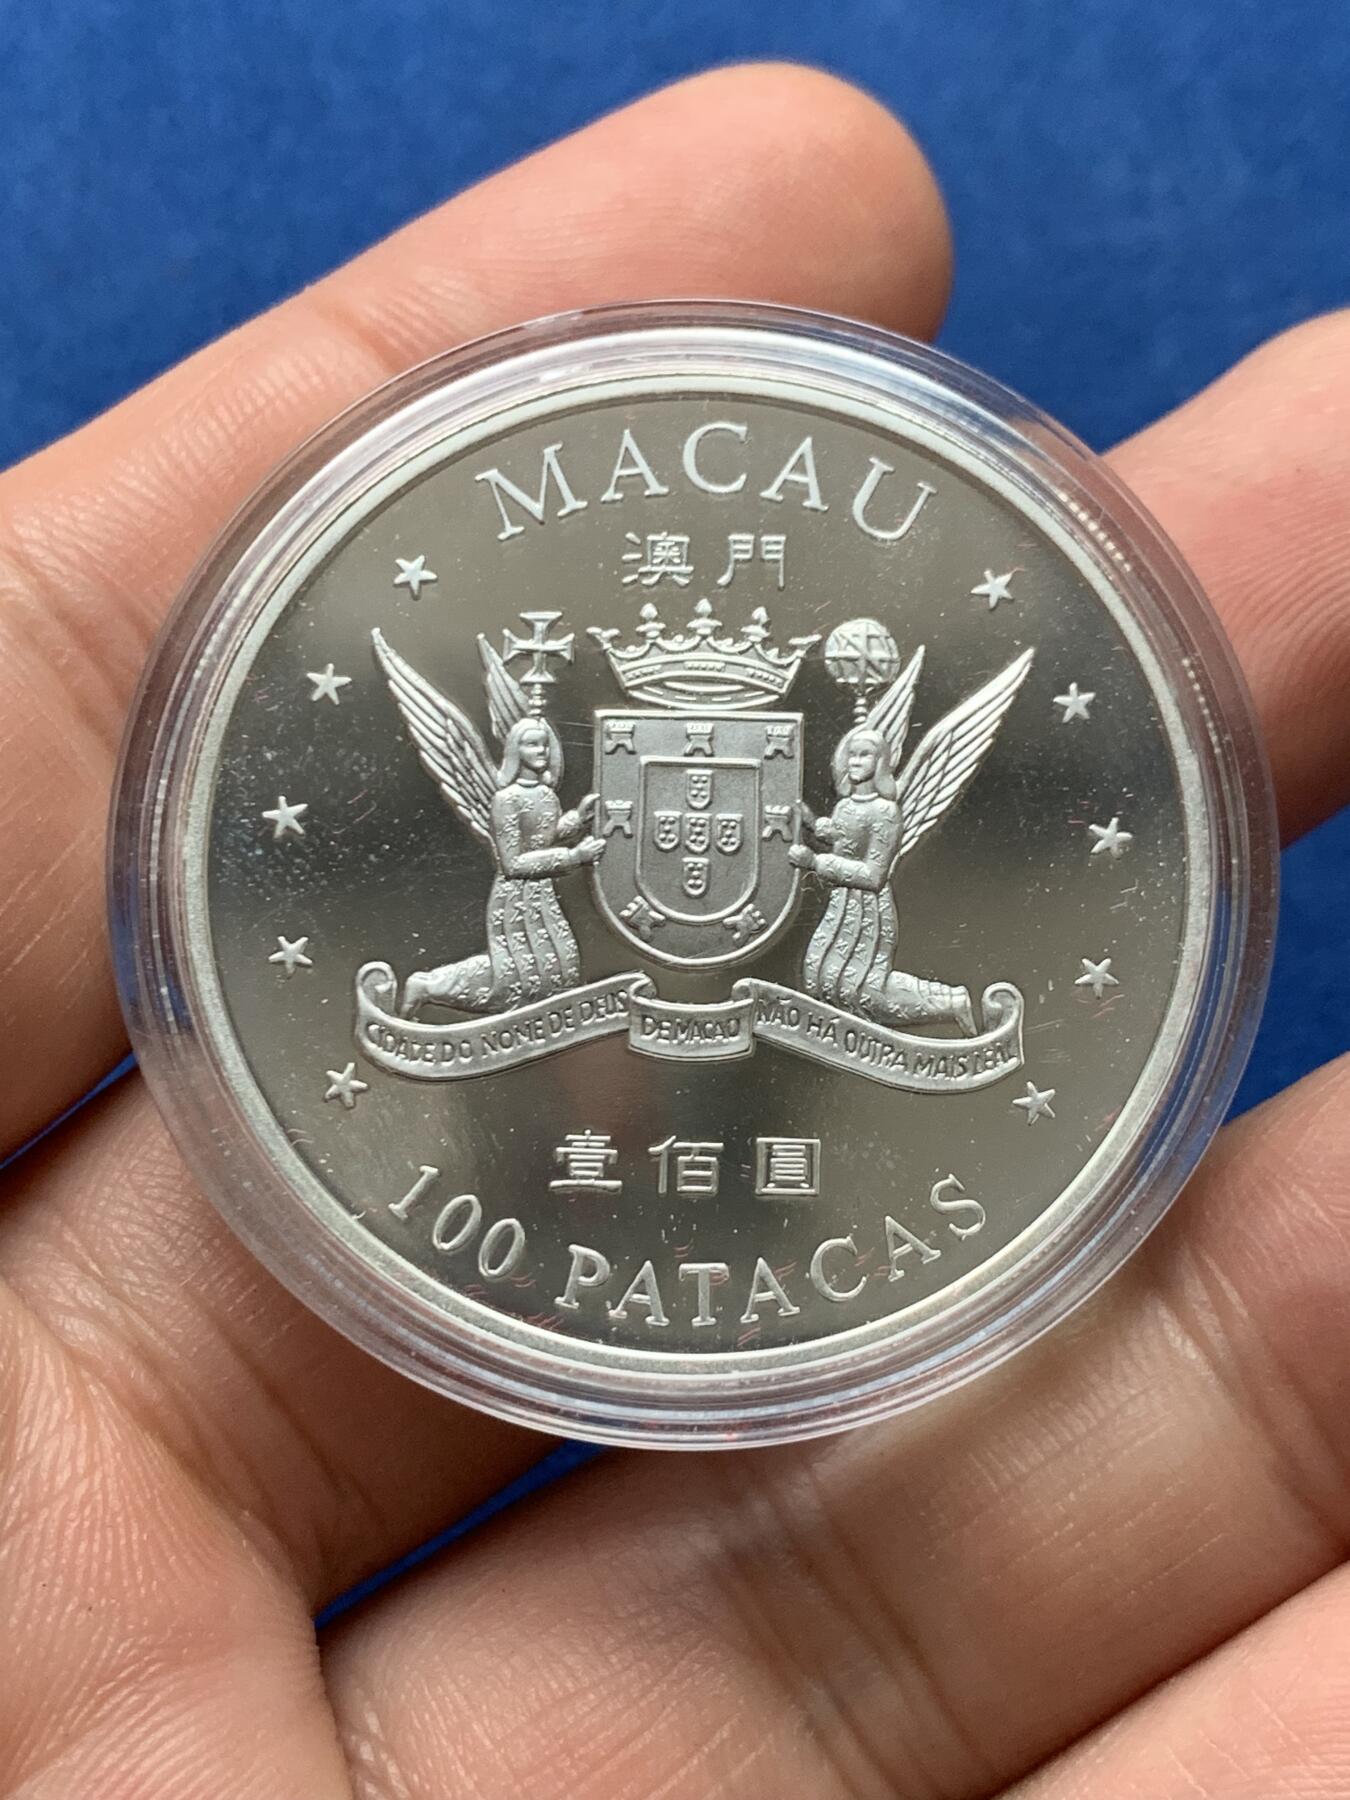 MACAU
澳門
CIDADE DO NOME DE DEUS DE MACAU NÃO HÁ OUTRA MAIS LEAL
壹佰圓
100 PATACAS